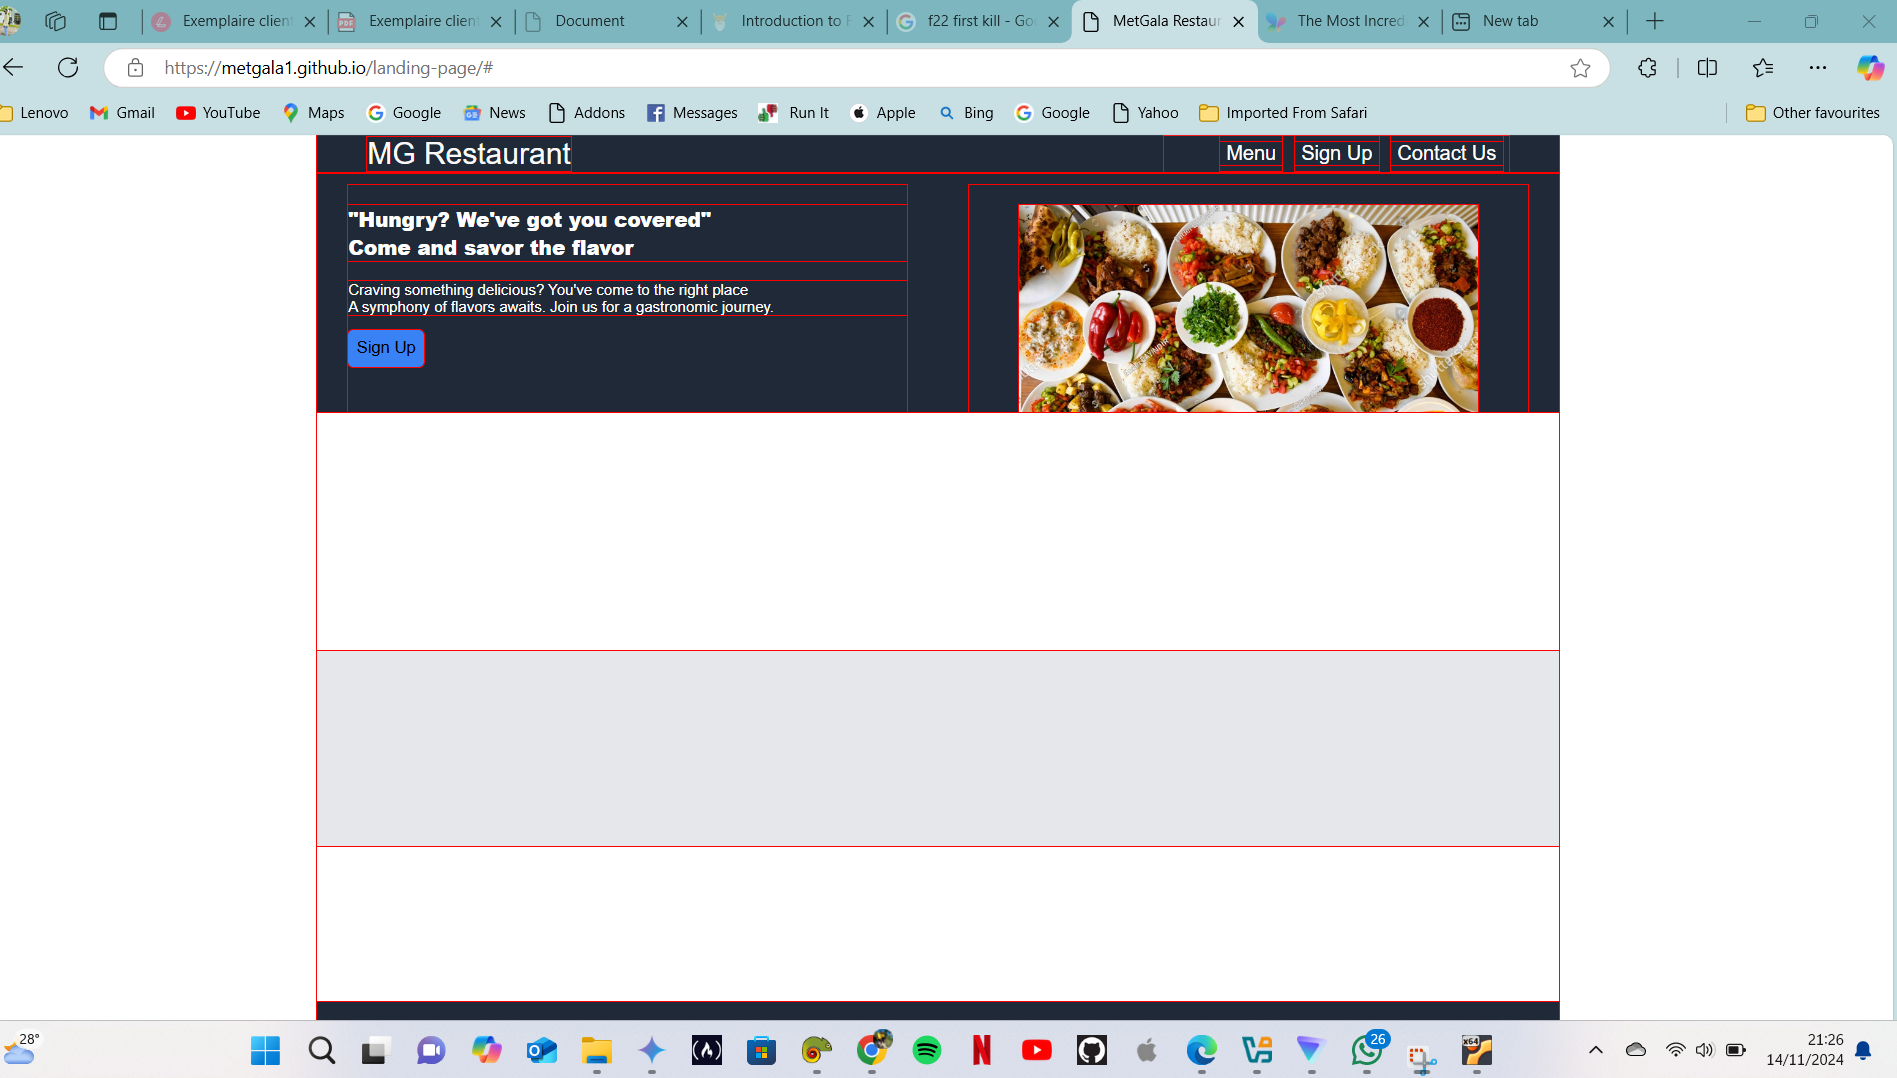 Exemplaire clien
Exemplaire clien
Document
Introduction to
f22 first kill - Go
MetGala Restau
The Most Incred
New tab
https://metgala1.github.io/landing-page/#
Lenovo
Gmail
YouTube
Maps
Google
News
Addons
Messages
Run It
Apple
Bing
Google
Yahoo
Imported From Safari
Other favourites
MG Restaurant
Menu
Sign Up
Contact Us
"Hungry? We've got you covered"
Come and savor the flavor
Craving something delicious? You've come to the right place
A symphony of flavors awaits. Join us for a gastronomic journey.
Sign Up
28°
26
x64
21:26
14/11/2024